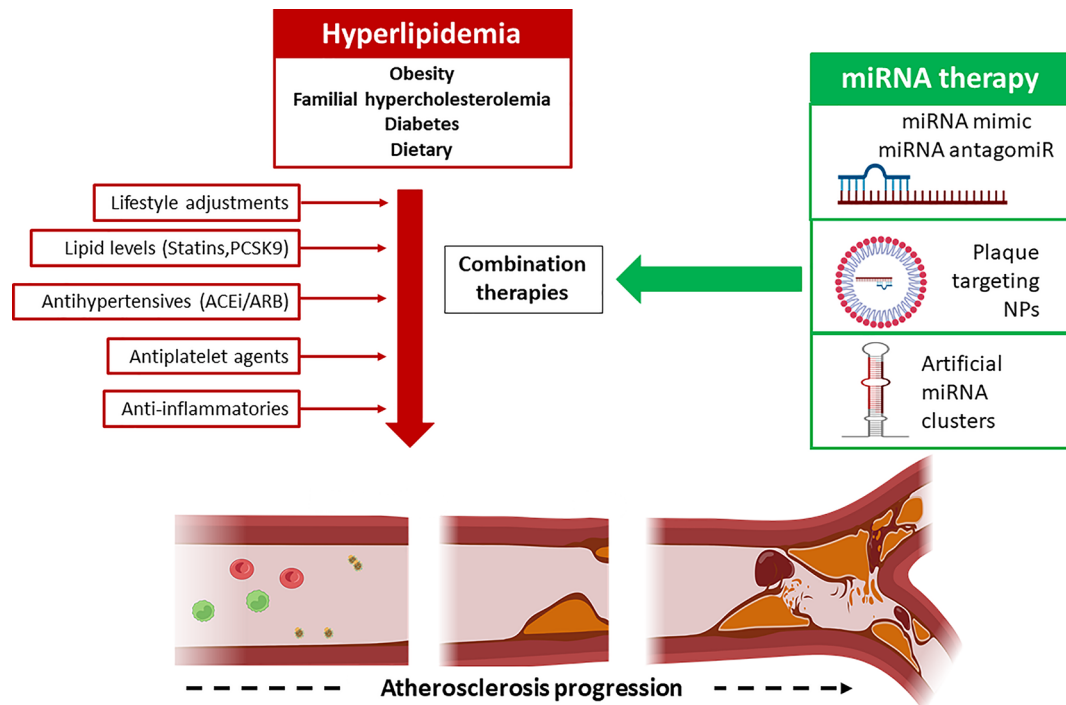 Hyperlipidemia
Obesity
Familial hypercholesterolemia
Diabetes
Dietary
Lifestyle adjustments
Lipid levels (Statins,PCSK9)
Antihypertensives (ACEi/ARB)
Antiplatelet agents
Anti-inflammatories
Combination
therapies
miRNA therapy
miRNA mimic
miRNA antagomiR
Plaque
targeting
NPs
Artificial
miRNA
clusters
Atherosclerosis progression